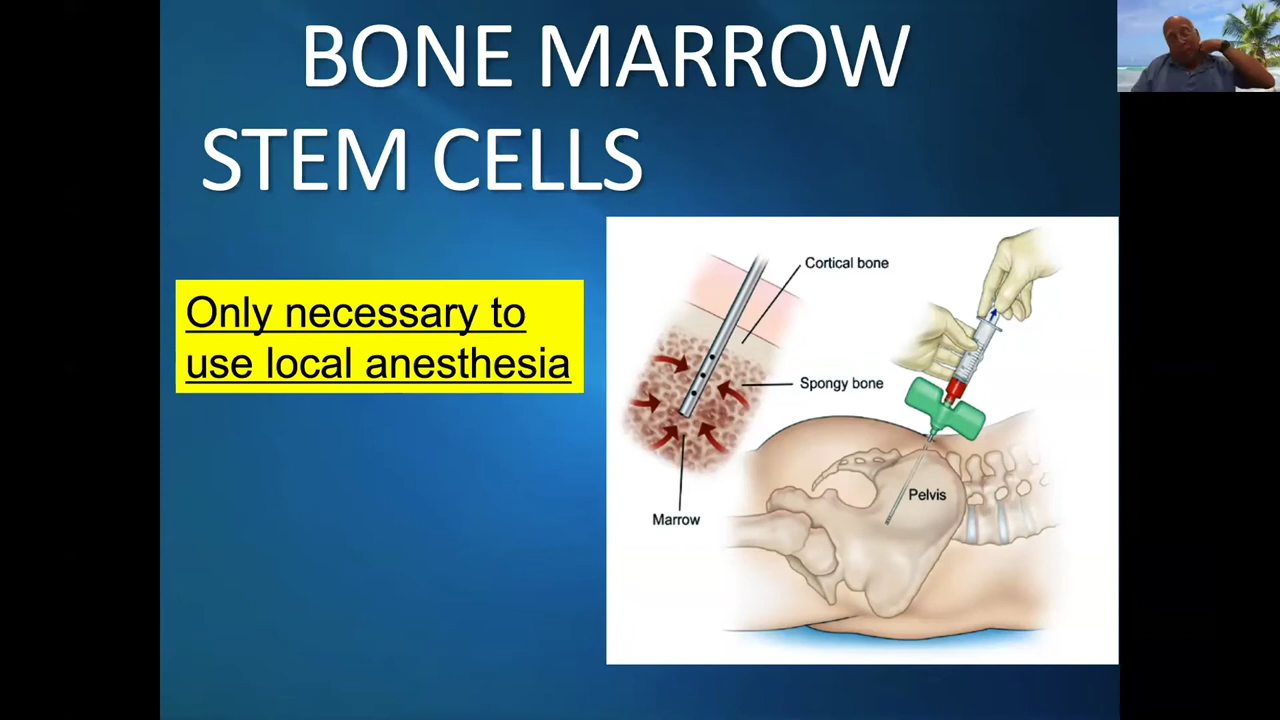 BONE MARROW
STEM CELLS
Only necessary to
use local anesthesia
Cortical bone
Spongy bone
Marrow
Pelvis